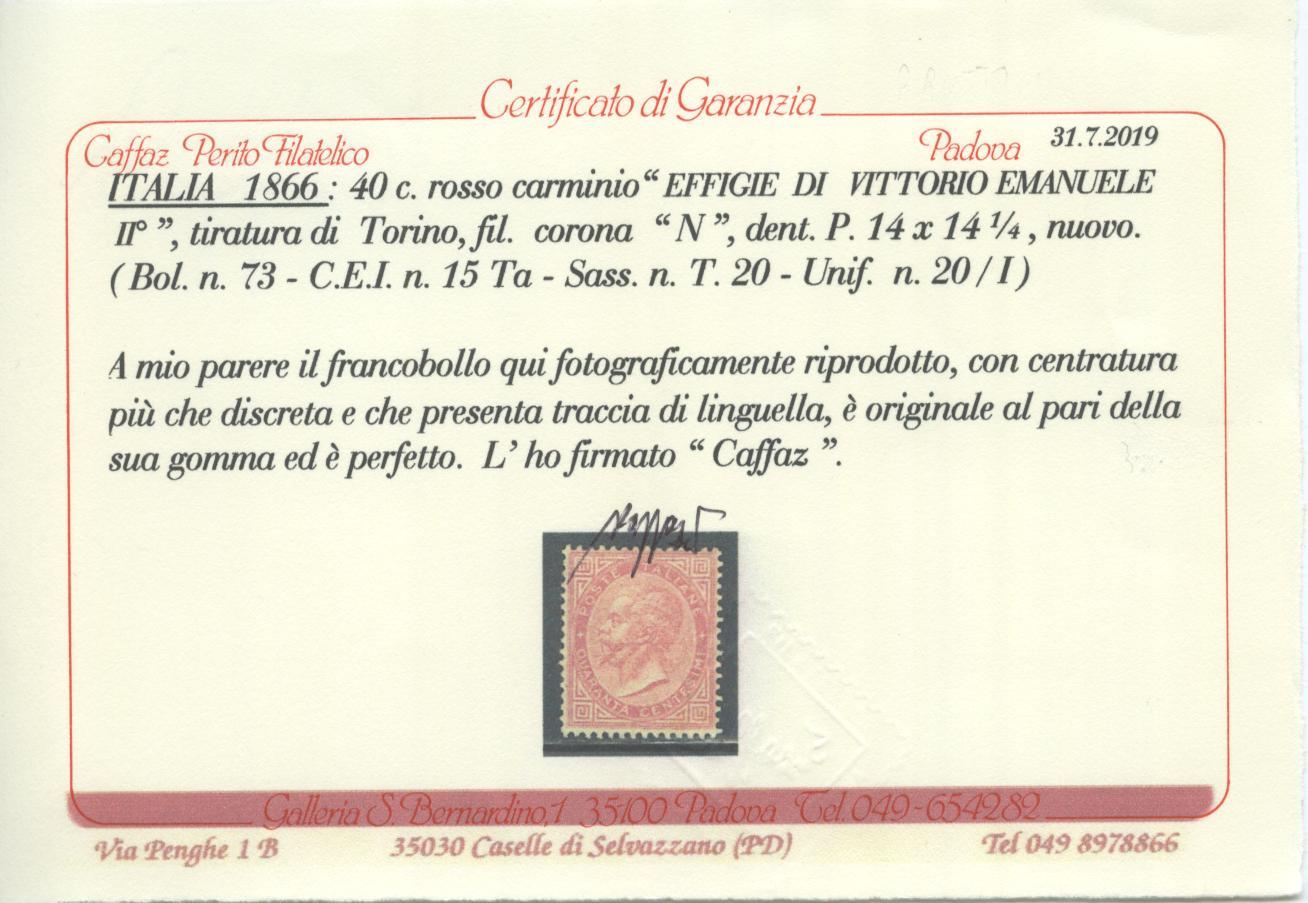 Certificato di Garanzia
Caffaz Perito Filatelico Padova 31.7.2019
ITALIA 1866 : 40 c. rosso carminio “ EFFIGIE DI VITTORIO EMANUELE
II° ”, tiratura di Torino, fil. corona “ N ”, dent. P. 14 x 14 ¼ , nuovo.
( Bol. n. 73 - C.E.I. n. 15 Ta - Sass. n. T. 20 - Unif. n. 20 / I )
A mio parere il francobollo qui fotograficamente riprodotto, con centratura
più che discreta e che presenta traccia di linguella, è originale al pari della
sua gomma ed è perfetto. L' ho firmato “ Caffaz ”.
POSTE ITALIANE
QUARANTA CENTESIMI
Galleria S. Bernardino, 1 35100 Padova Tel. 049-654282
Via Penghe 1 B 35030 Caselle di Selvazzano (PD) Tel 049 8978866